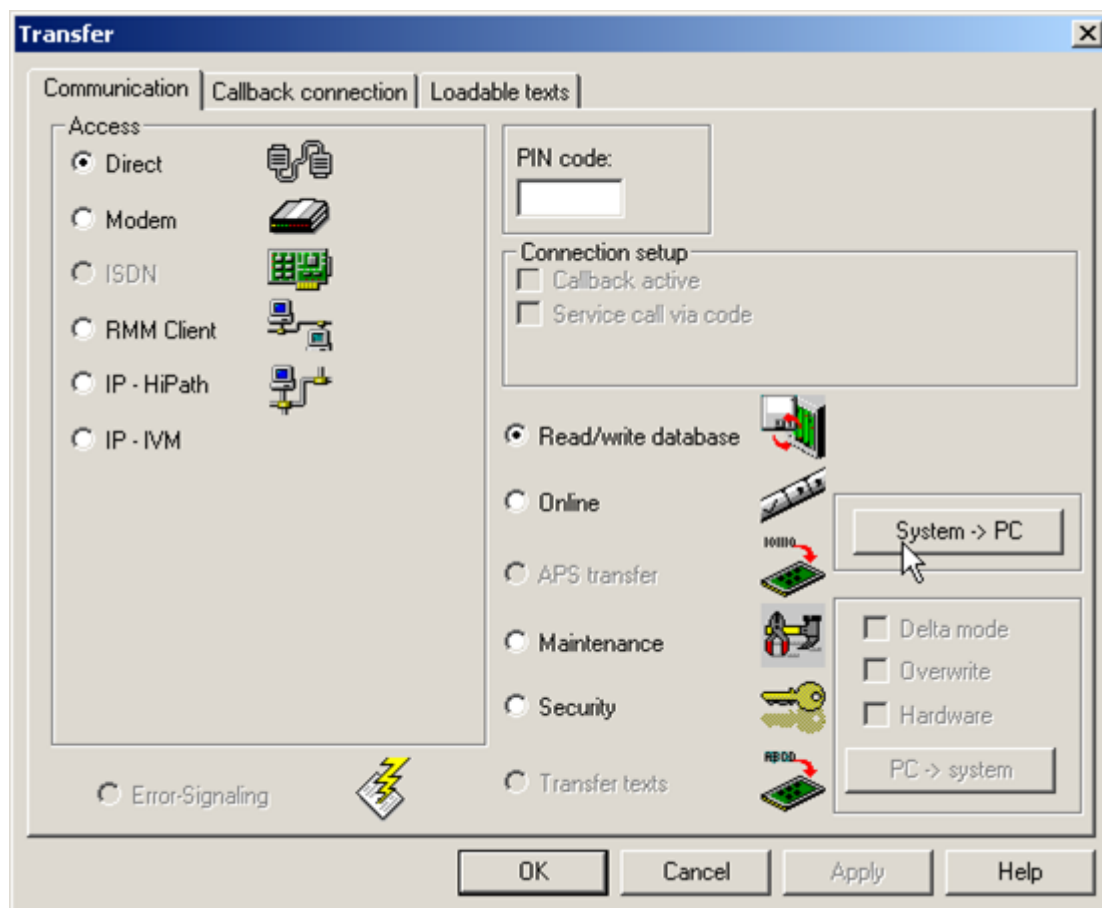 Transfer
Communication
Callback connection
Loadable texts
Access
Direct
Modem
ISDN
RMM Client
IP - HiPath
IP - IVM
Error-Signaling
PIN code:
Connection setup
Callback active
Service call via code
Read/write database
Online
10110
APS transfer
Maintenance
Security
ABCD
Transfer texts
System -> PC
Delta mode
Overwrite
Hardware
PC -> system
OK
Cancel
Apply
Help